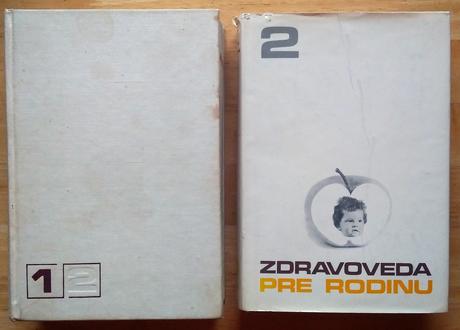 1 2
2
ZDRAVOVEDA
PRE RODINU